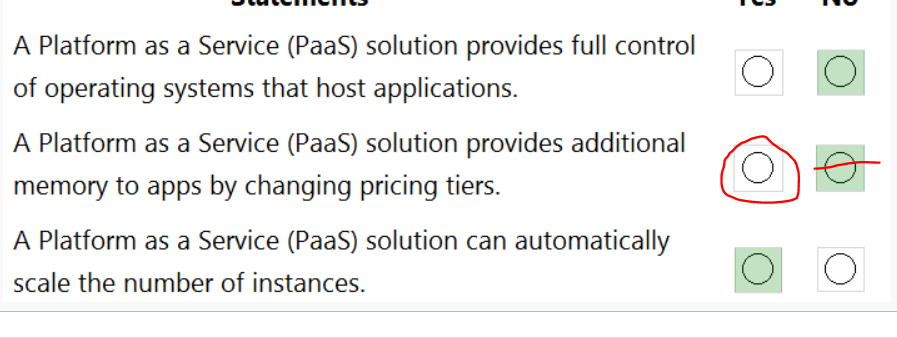 Statements Yes No
A Platform as a Service (PaaS) solution provides full control
of operating systems that host applications.
A Platform as a Service (PaaS) solution provides additional
memory to apps by changing pricing tiers.
A Platform as a Service (PaaS) solution can automatically
scale the number of instances.